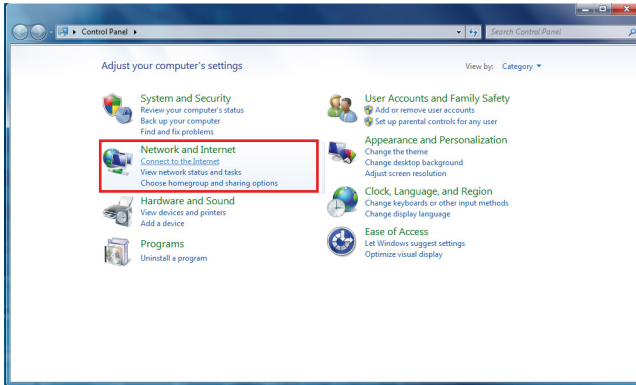 Control Panel
Search Control Panel
Adjust your computer's settings
View by: Category
System and Security
Review your computer's status
Back up your computer
Find and fix problems
Network and Internet
Connect to the Internet
View network status and tasks
Choose homegroup and sharing options
Hardware and Sound
View devices and printers
Add a device
Programs
Uninstall a program
User Accounts and Family Safety
Add or remove user accounts
Set up parental controls for any user
Appearance and Personalization
Change the theme
Change desktop background
Adjust screen resolution
Clock, Language, and Region
Change keyboards or other input methods
Change display language
Ease of Access
Let Windows suggest settings
Optimize visual display